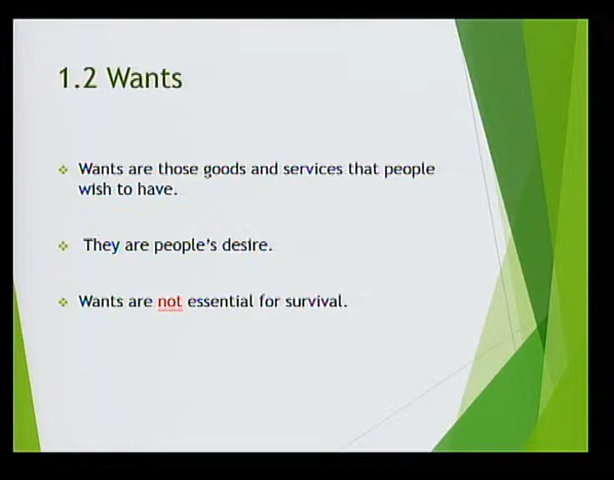 1.2 Wants
Wants are those goods and services that people
wish to have.
They are people's desire.
Wants are not essential for survival.